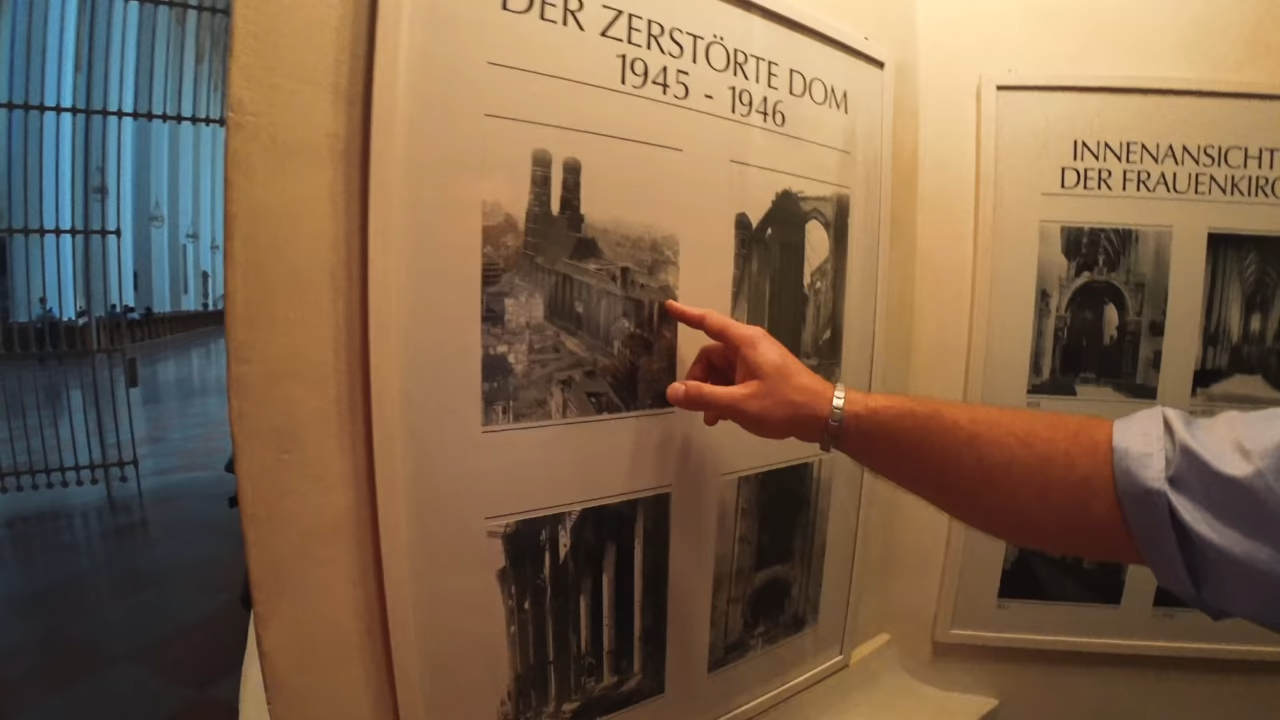 DER ZERSTÖRTE DOM
1945 - 1946
INNENANSICHT
DER FRAUENKIRC